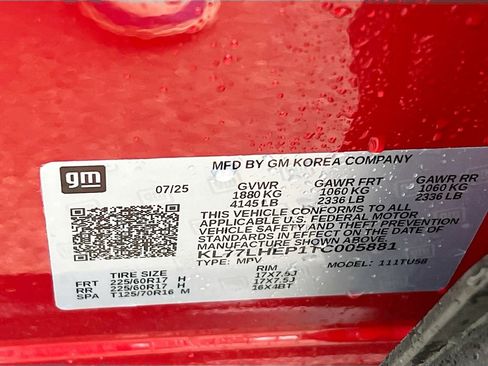 gm
MFD BY GM KOREA COMPANY
07/25 GVWR GAWR FRT GAWR RR
1880 KG 1060 KG 1060 KG
4145 LB 2336 LB 2336 LB
THIS VEHICLE CONFORMS TO ALL
APPLICABLE U.S. FEDERAL MOTOR
VEHICLE SAFETY AND THEFT PREVENTION
STANDARDS IN EFFECT ON DATE OF
MANUFACTURE SHOWN ABOVE.
KL77LHEP1TC005881
TYPE: MPV MODEL: 111TU58
TIRE SIZE RIM
FRT 225/60R17 H 17X7.5J
RR 225/60R17 H 17X7.5J
SPA T125/70R16 M 16X4BT